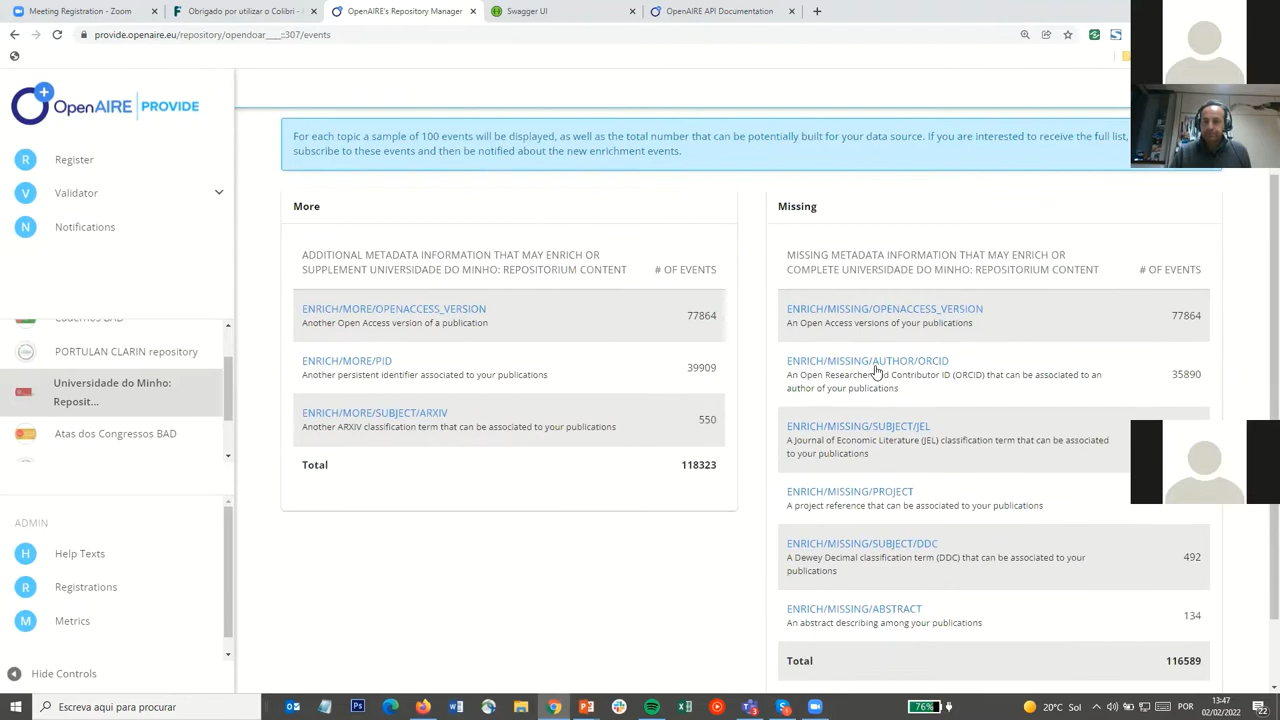 Meeting Registration - Zoom
Obrigado por utilizar o Colibri - F
OpenAIRE's Repository Manager
Swagger UI
OpenAIRE API Documentation
provide.openaire.eu/repository/opendoar____::307/events
OpenAIRE PROVIDE
R Register
V Validator
N Notifications
PORTULAN CLARIN repository
Universidade do Minho:
Reposit...
Atas dos Congressos BAD
ADMIN
H Help Texts
R Registrations
M Metrics
Hide Controls
For each topic a sample of 100 events will be displayed, as well as the total number that can be potentially built for your data source. If you are interested to receive the full list,
subscribe to these events and then be notified about the new enrichment events.
More
ADDITIONAL METADATA INFORMATION THAT MAY ENRICH OR
SUPPLEMENT UNIVERSIDADE DO MINHO: REPOSITORIUM CONTENT # OF EVENTS
ENRICH/MORE/OPENACCESS_VERSION
Another Open Access version of a publication
77864
ENRICH/MORE/PID
Another persistent identifier associated to your publications
39909
ENRICH/MORE/SUBJECT/ARXIV
Another ARXIV classification term that can be associated to your publications
550
Total 118323
Missing
MISSING METADATA INFORMATION THAT MAY ENRICH OR
COMPLETE UNIVERSIDADE DO MINHO: REPOSITORIUM CONTENT # OF EVENTS
ENRICH/MISSING/OPENACCESS_VERSION
An Open Access versions of your publications
77864
ENRICH/MISSING/AUTHOR/ORCID
An Open Researcher and Contributor ID (ORCID) that can be associated to an
author of your publications
35890
ENRICH/MISSING/SUBJECT/JEL
A Journal of Economic Literature (JEL) classification term that can be associated
to your publications
ENRICH/MISSING/PROJECT
A project reference that can be associated to your publications
ENRICH/MISSING/SUBJECT/DDC
A Dewey Decimal classification term (DDC) that can be associated to your
publications
492
ENRICH/MISSING/ABSTRACT
An abstract describing among your publications
134
Total 116589
Escreva aqui para procurar
76%
20°C Sol
POR
13:47
02/02/2022
22